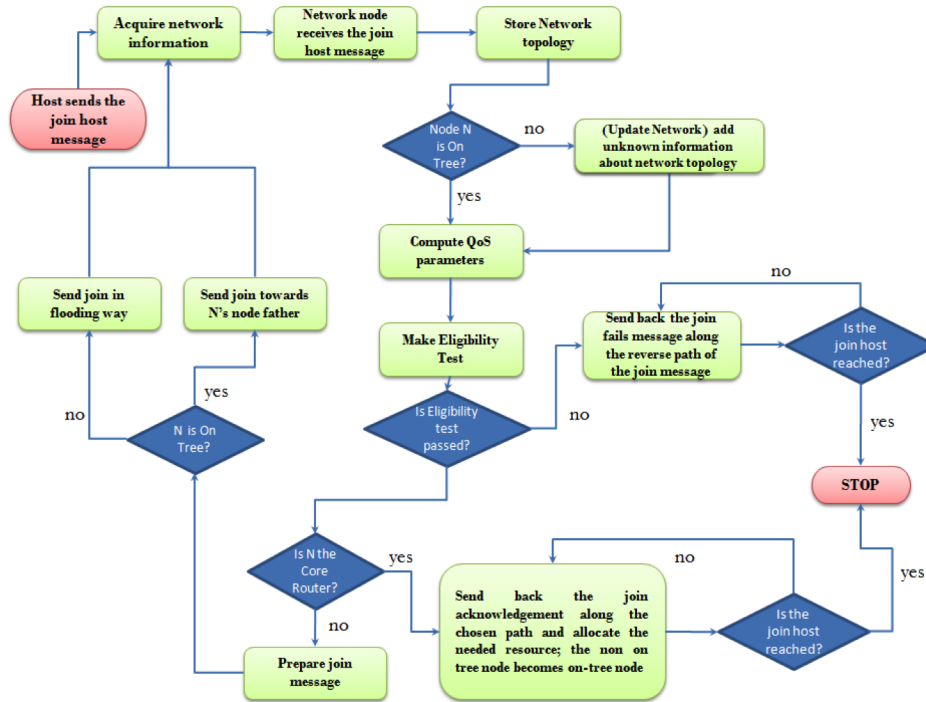 Acquire network
information
Network node
receives the join
host message
Store Network
topology
Host sends the
join host
message
Node N
is On
Tree?
no
(Update Network) add
unknown information
about network topology
yes
Compute QoS
parameters
Send join in
flooding way
Send join towards
N's node father
Make Eligibility
Test
no
Send back the join
fails message along
the reverse path of
the join message
Is the
join host
reached?
no
yes
N is On
Tree?
Is Eligibility
test
passed?
no
yes
STOP
Is N the
Core
Router?
yes
no
Prepare join
message
Send back the join
acknowledgement along the
chosen path and allocate the
needed resource; the non on
tree node becomes on-tree node
no
Is the
join host
reached?
yes